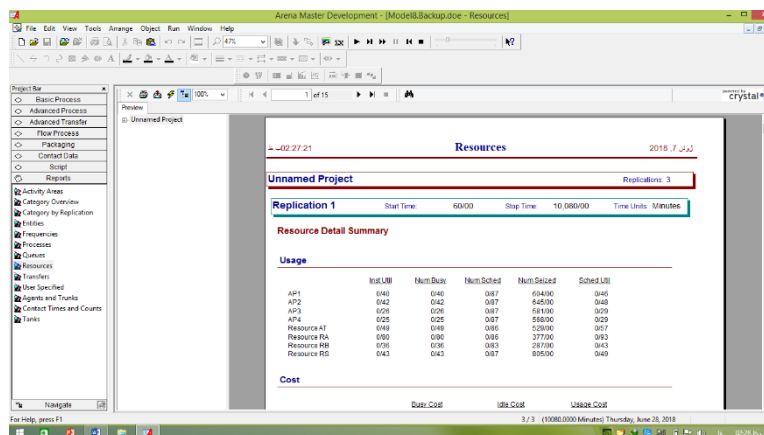 Arena Master Development - [Model8.Backup.doe - Resources]
File Edit View Tools Arrange Object Run Window Help
47%
Project Bar
Basic Process
Advanced Process
Advanced Transfer
Flow Process
Packaging
Contact Data
Script
Reports
Activity Areas
Category Overview
Category by Replication
Entities
Frequencies
Processes
Queues
Resources
Transfers
User Specified
Agents and Trunks
Contact Times and Counts
Tanks
Navigate
100%
1 of 15
powered by
crystal
Preview
Unnamed Project
02:27:21 Resources ژوئن 7, 2018
Unnamed Project Replications: 3
Replication 1 Start Time: 60/00 Stop Time: 10,080/00 Time Units: Minutes
Resource Detail Summary
Usage
Inst Util Num Busy Num Sched Num Seized Sched Util
AP1 0/40 0/40 0/87 604/00 0/46
AP2 0/42 0/42 0/87 645/00 0/48
AP3 0/26 0/26 0/87 581/00 0/29
AP4 0/25 0/25 0/87 568/00 0/29
Resource AT 0/49 0/49 0/86 529/00 0/57
Resource RA 0/80 0/80 0/86 377/00 0/93
Resource RB 0/36 0/36 0/83 287/00 0/43
Resource RS 0/43 0/43 0/87 805/00 0/49
Cost
Busy Cost Idle Cost Usage Cost
For Help, press F1
3 / 3 (10080.0000 Minutes) Thursday, June 28, 2018